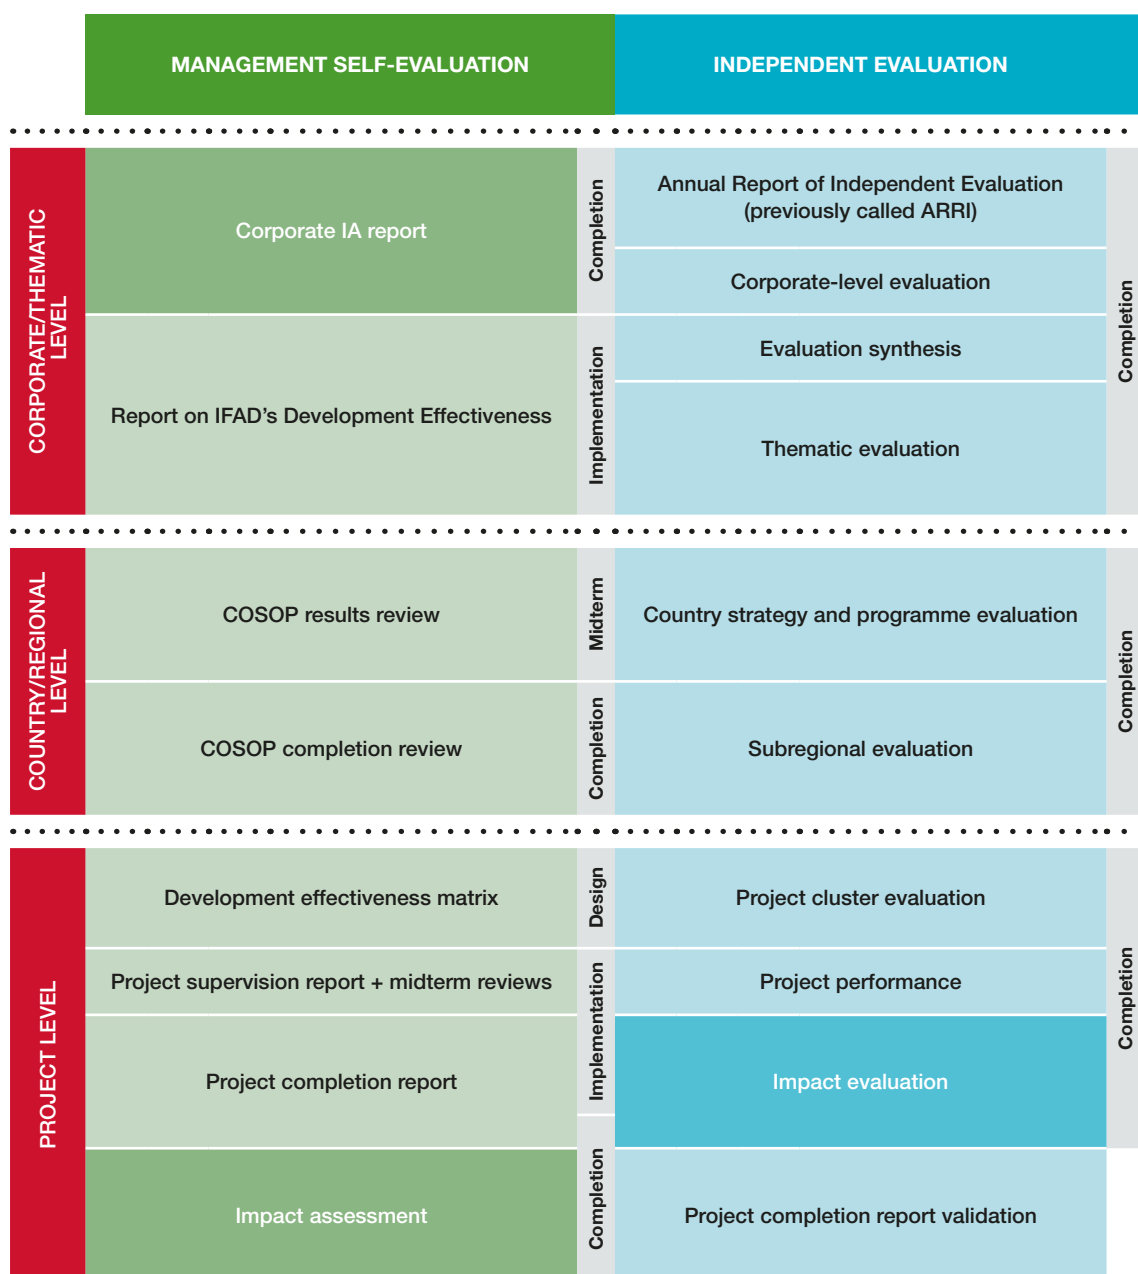 MANAGEMENT SELF-EVALUATION
INDEPENDENT EVALUATION
CORPORATE/THEMATIC
LEVEL
Corporate IA report
Completion
Annual Report of Independent Evaluation
(previously called ARRI)
Corporate-level evaluation
Completion
Report on IFAD’s Development Effectiveness
Implementation
Evaluation synthesis
Thematic evaluation
COUNTRY/REGIONAL
LEVEL
COSOP results review
Midterm
Country strategy and programme evaluation
Completion
COSOP completion review
Completion
Subregional evaluation
PROJECT LEVEL
Development effectiveness matrix
Design
Project cluster evaluation
Completion
Project supervision report + midterm reviews
Implementation
Project performance
Project completion report
Impact evaluation
Impact assessment
Completion
Project completion report validation